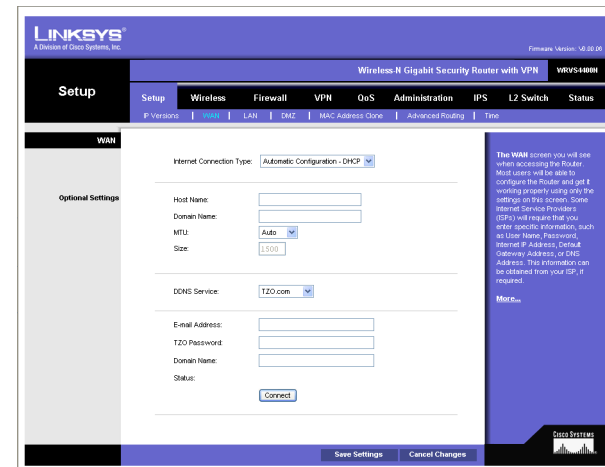 LINKSYS®
A Division of Cisco Systems, Inc.
Firmware Version: V0.00.06
Wireless-N Gigabit Security Router with VPN WRVS4400N
Setup
Setup Wireless Firewall VPN QoS Administration IPS L2 Switch Status
IP Versions | WAN | LAN | DMZ | MAC Address Clone | Advanced Routing | Time
WAN
Internet Connection Type: Automatic Configuration - DHCP
Optional Settings
Host Name:
Domain Name:
MTU: Auto
Size: 1500
DDNS Service: TZO.com
E-mail Address:
TZO Password:
Domain Name:
Status:
Connect
The WAN screen you will see
when accessing the Router.
Most users will be able to
configure the Router and get it
working properly using only the
settings on this screen. Some
Internet Service Providers
(ISPs) will require that you
enter specific information, such
as User Name, Password,
Internet IP Address, Default
Gateway Address, or DNS
Address. This information can
be obtained from your ISP, if
required.
More...
Save Settings Cancel Changes
CISCO SYSTEMS